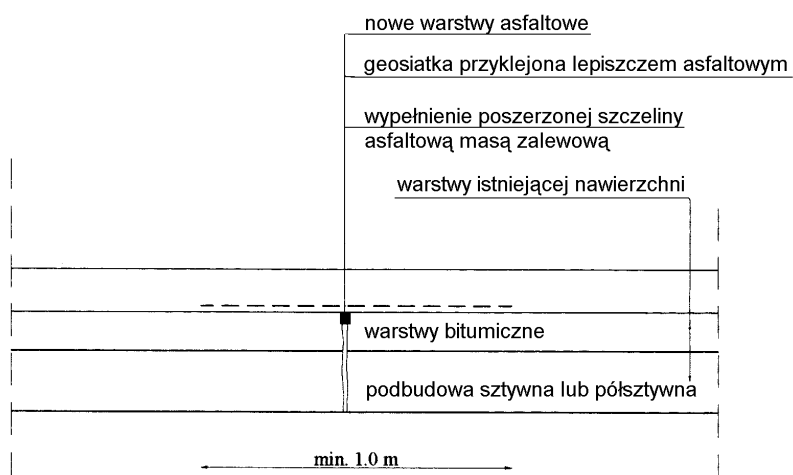 nowe warstwy asfaltowe
geosiatka przyklejona lepiszczem asfaltowym
wypełnienie poszerzonej szczeliny
asfaltową masą zalewową
warstwy istniejącej nawierzchni
warstwy bitumiczne
podbudowa sztywna lub półsztywna
min. 1.0 m